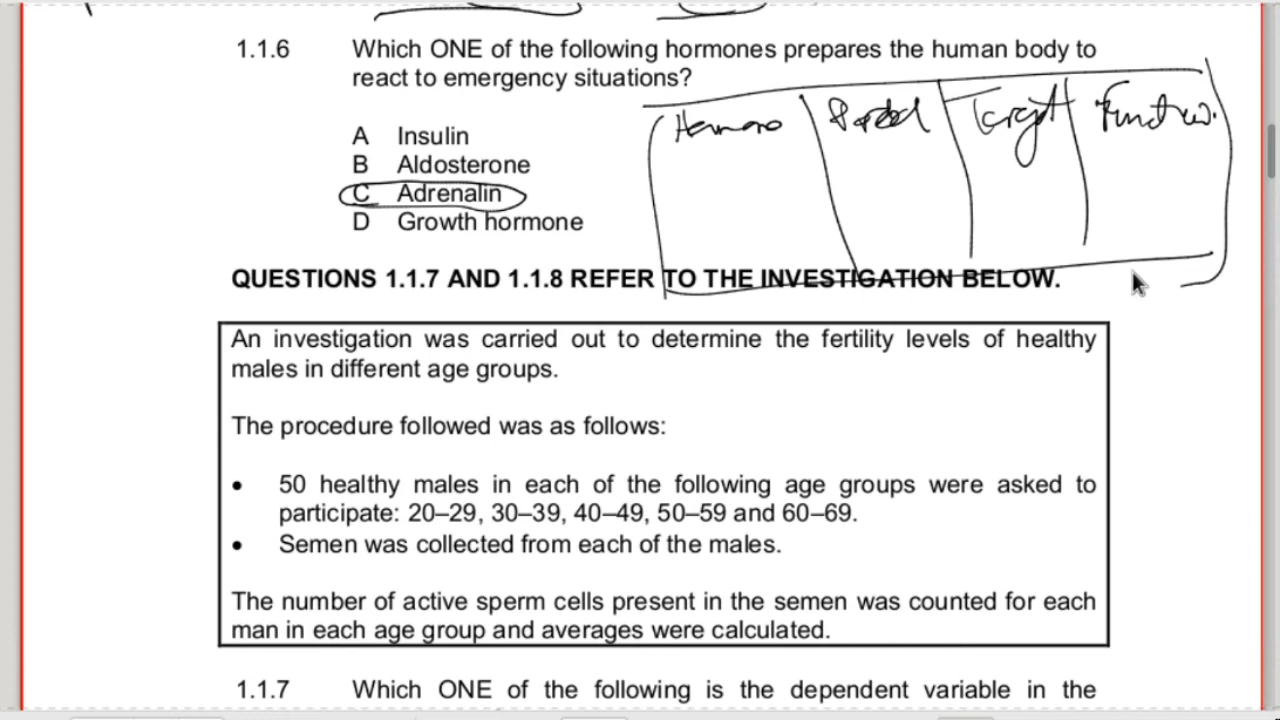 1.1.6 Which ONE of the following hormones prepares the human body to
react to emergency situations?
Target
A Insulin
B Aldosterone
C Adrenalin
D Growth hormone
QUESTIONS 1.1.7 AND 1.1.8 REFER TO THE INVESTIGATION BELOW.
An investigation was carried out to determine the fertility levels of healthy
males in different age groups.
The procedure followed was as follows:
• 50 healthy males in each of the following age groups were asked to
participate: 20–29, 30–39, 40–49, 50–59 and 60–69.
• Semen was collected from each of the males.
The number of active sperm cells present in the semen was counted for each
man in each age group and averages were calculated.
1.1.7 Which ONE of the following is the dependent variable in the